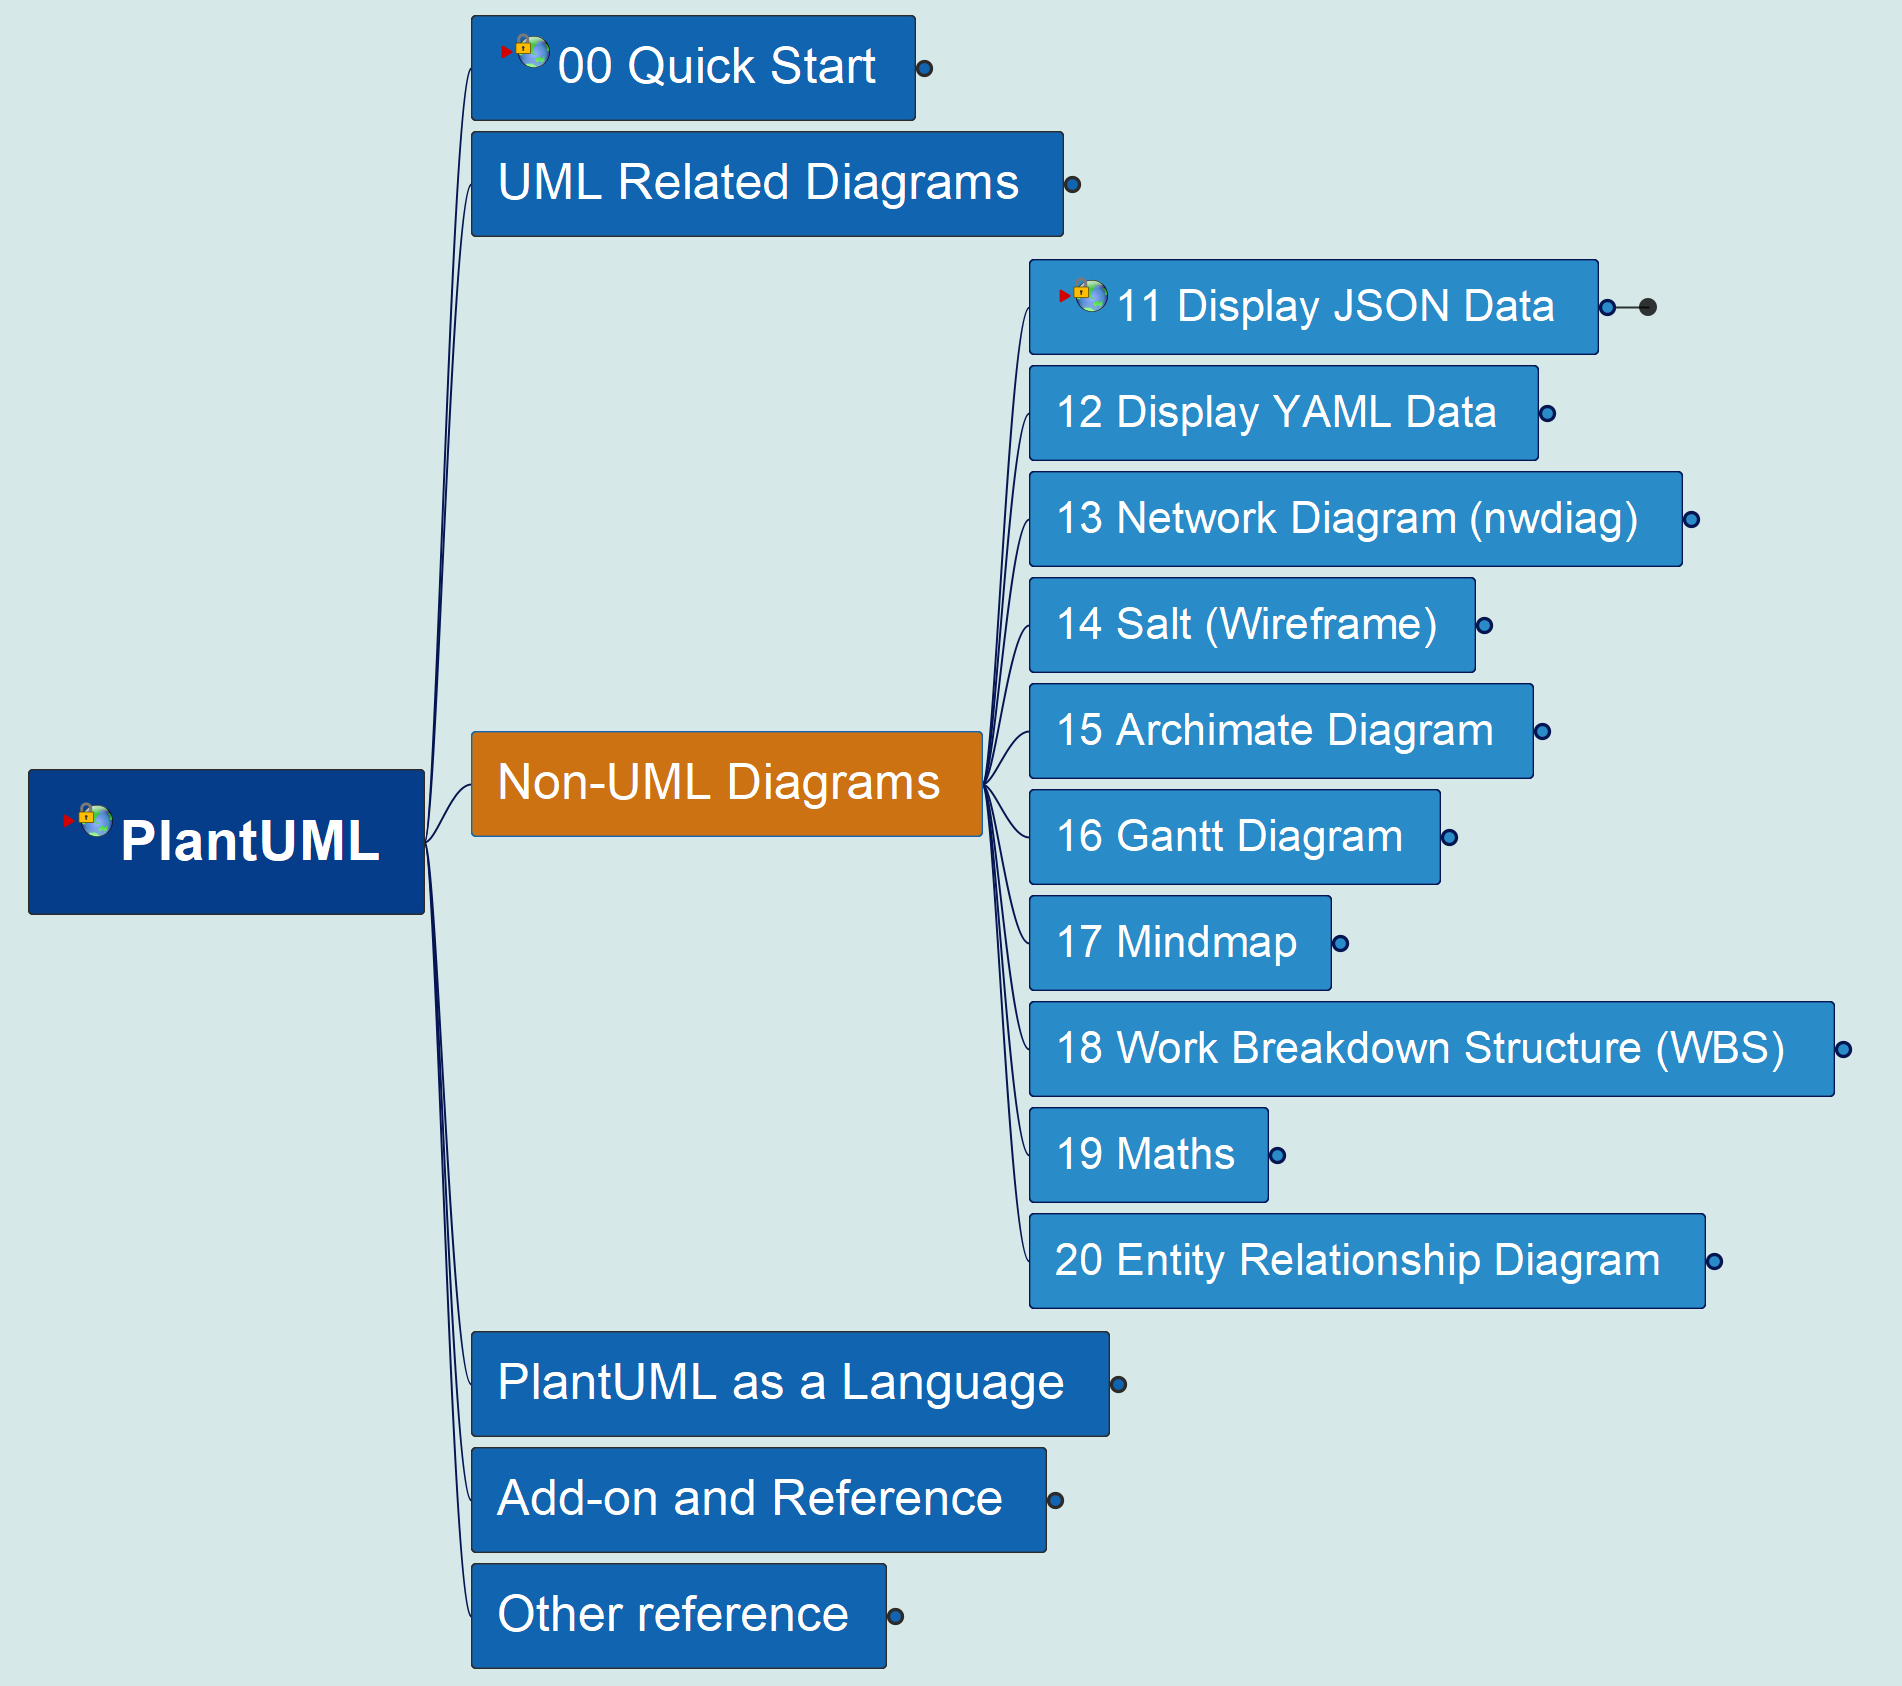 00 Quick Start
UML Related Diagrams
11 Display JSON Data
12 Display YAML Data
13 Network Diagram (nwdiag)
14 Salt (Wireframe)
15 Archimate Diagram
Non-UML Diagrams
PlantUML
16 Gantt Diagram
17 Mindmap
18 Work Breakdown Structure (WBS)
19 Maths
20 Entity Relationship Diagram
PlantUML as a Language
Add-on and Reference
Other reference